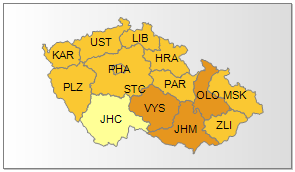 LIB
UST
KAR
HRA
PHA
PLZ
STC
PAR
OLO
MSK
VYS
JHC
ZLI
JHM